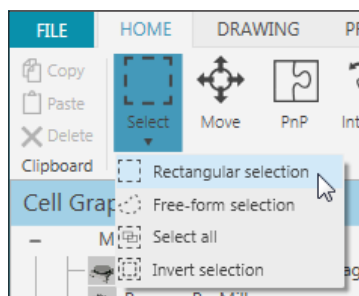 FILE HOME DRAWING
Copy
Paste
Delete
Select Move PnP
Clipboard
Rectangular selection
Cell Gra
Free-form selection
Select all
Invert selection